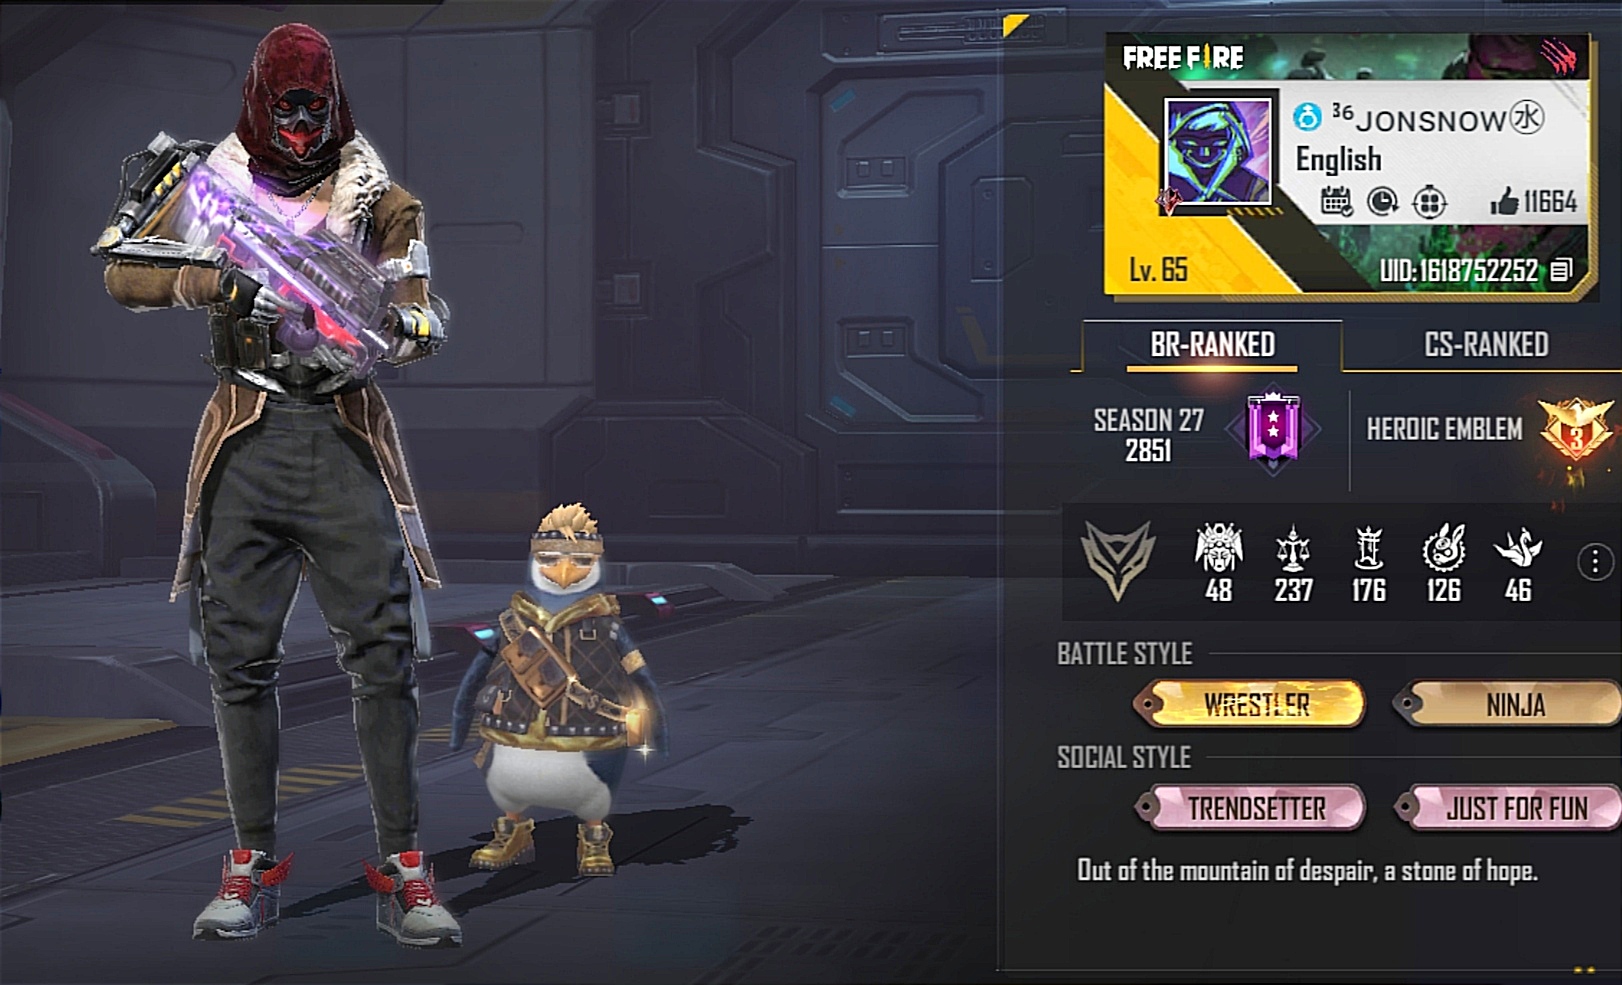 FREE FIRE
36JONSNOW㊌
English
11664
Lv. 65
UID:1618752252
BR-RANKED
CS-RANKED
SEASON 27
2851
HEROIC EMBLEM
3
48 237 176 126 46
BATTLE STYLE
WRESTLER NINJA
SOCIAL STYLE
TRENDSETTER JUST FOR FUN
Out of the mountain of despair, a stone of hope.